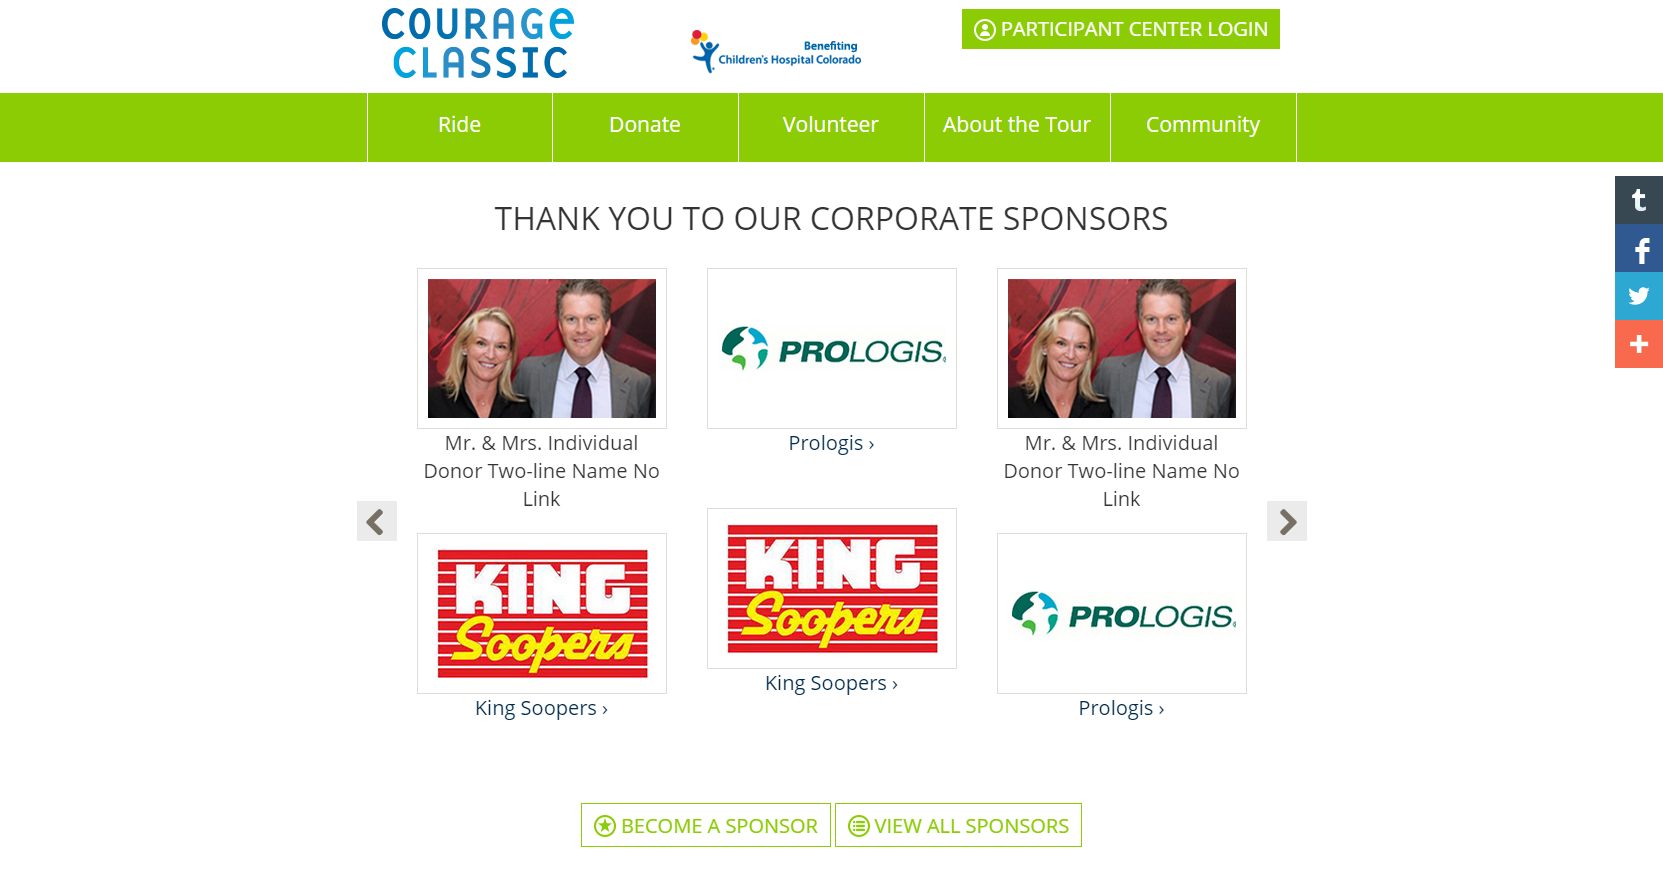 COURAGE
CLASSIC
Benefiting
Children's Hospital Colorado
PARTICIPANT CENTER LOGIN
Ride
Donate
Volunteer
About the Tour
Community
THANK YOU TO OUR CORPORATE SPONSORS
Mr. & Mrs. Individual
Donor Two-line Name No
Link
PROLOGIS
Prologis ›
Mr. & Mrs. Individual
Donor Two-line Name No
Link
KING
Soopers
King Soopers ›
KING
Soopers
King Soopers ›
PROLOGIS
Prologis ›
BECOME A SPONSOR
VIEW ALL SPONSORS